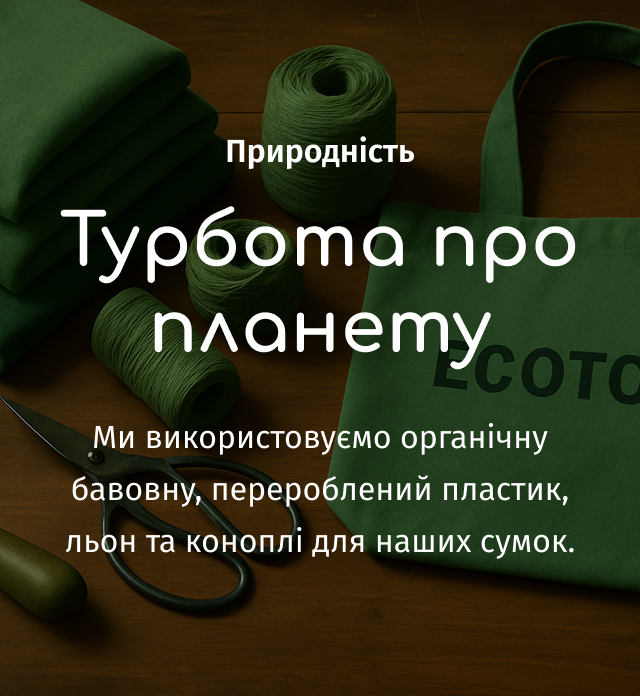 Природність
Турбота про
планету
ECOTO
Ми використовуємо органічну
бавовну, перероблений пластик,
льон та коноплі для наших сумок.